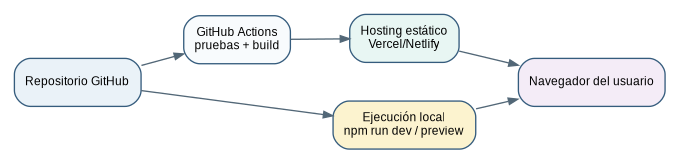 Repositorio GitHub
GitHub Actions
pruebas + build
Hosting estático
Vercel/Netlify
Ejecución local
npm run dev / preview
Navegador del usuario